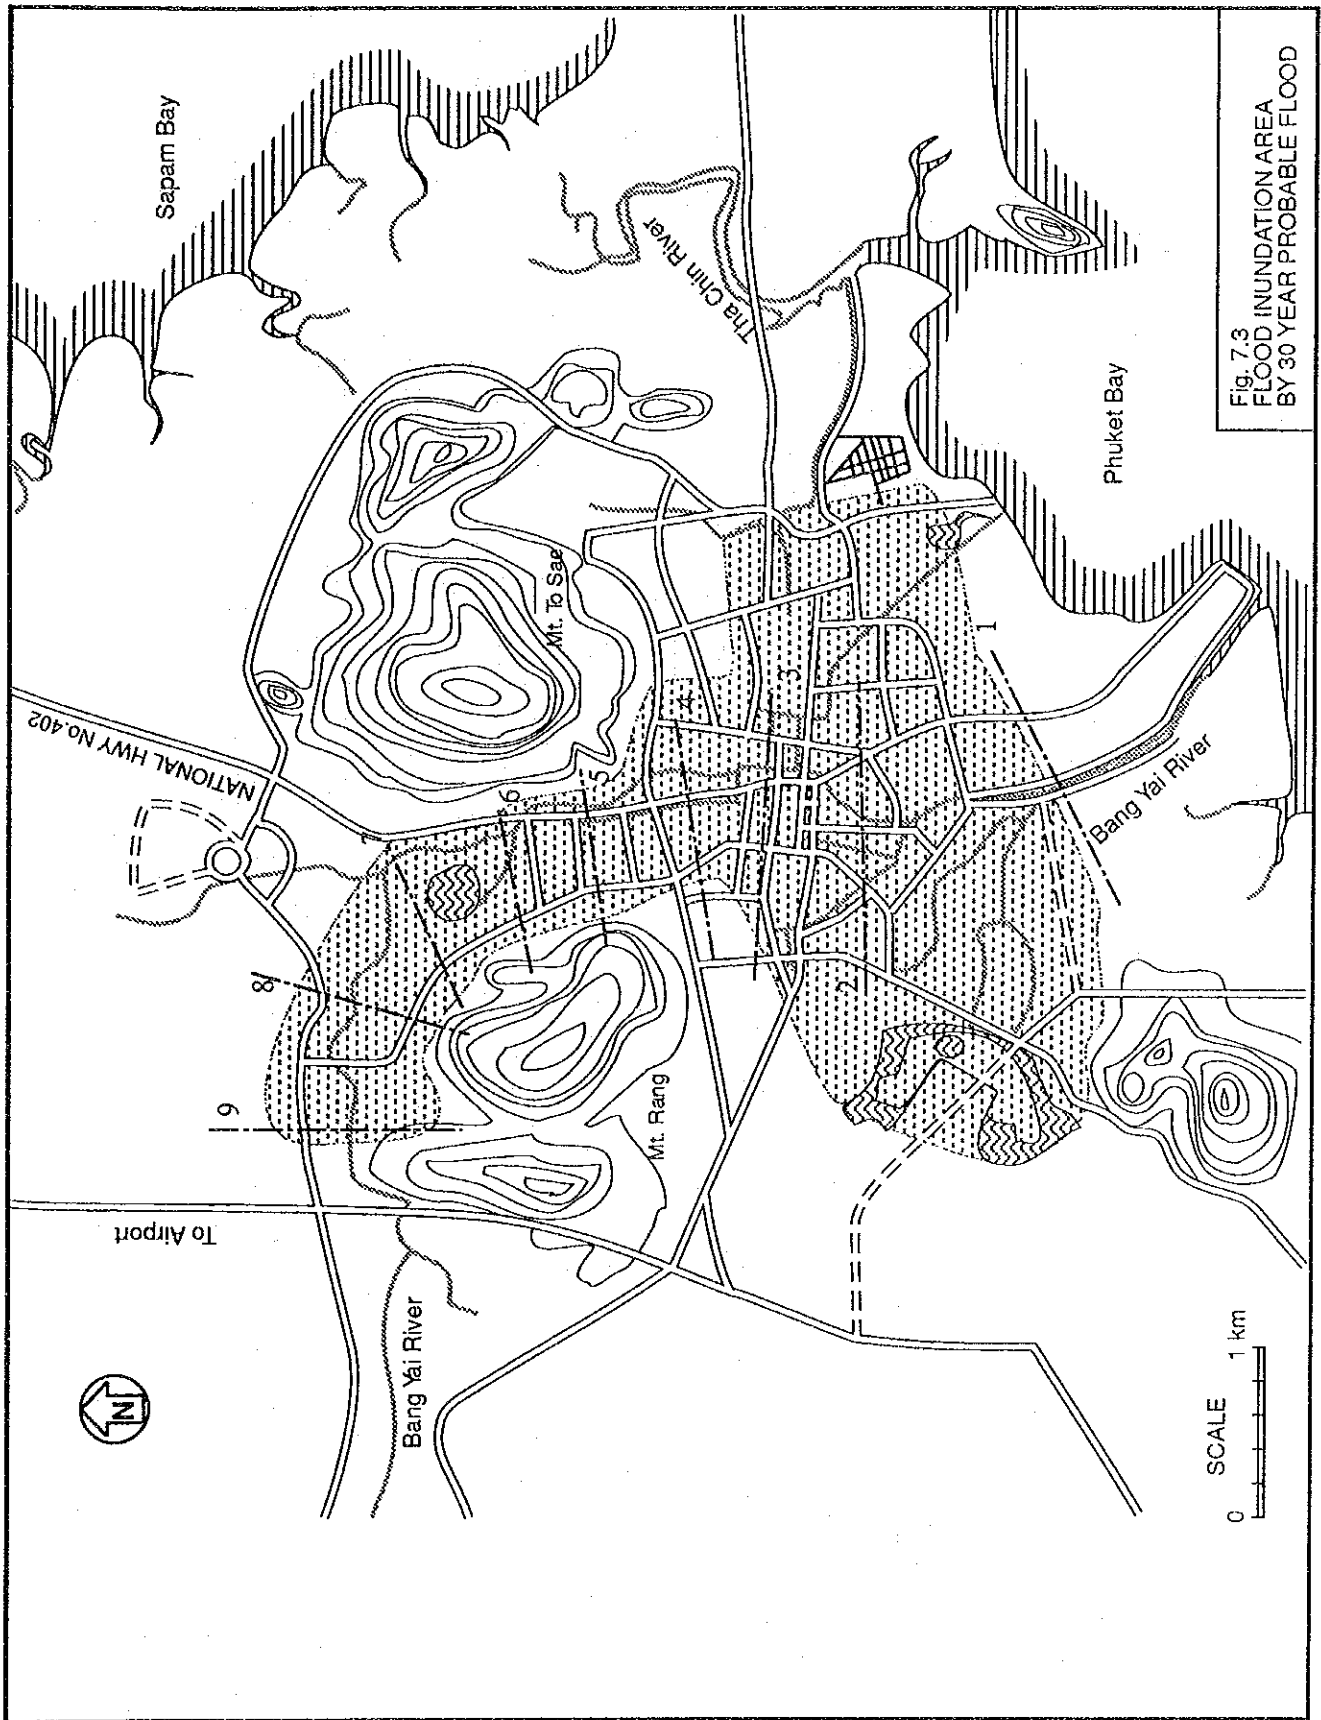 Sapam Bay
NATIONAL HWY No.402
Tha Chin River
Mt. To Sae
To Airport
Bang Yai River
Mt. Rang
Phuket Bay
Bang Yai River
9
8
7
6
5
4
3
2
1
N
SCALE
0 1 km
Fig. 7.3
FLOOD INUNDATION AREA
BY 30 YEAR PROBABLE FLOOD